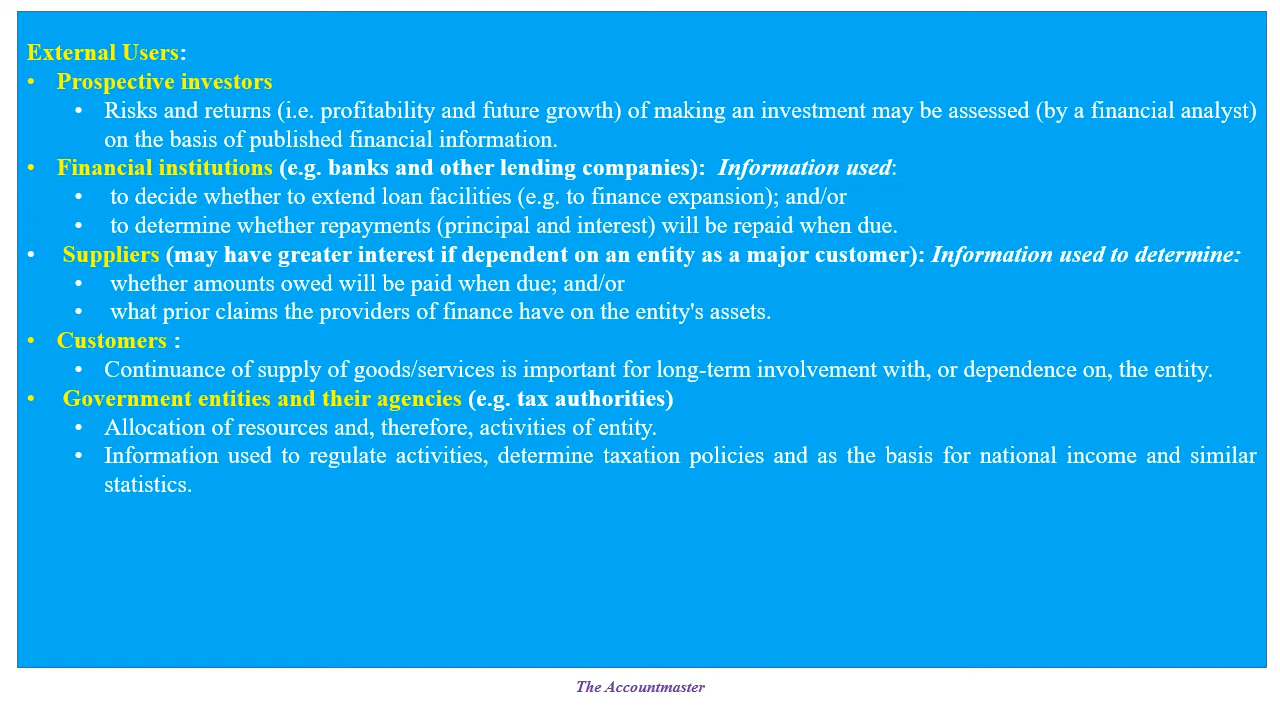 External Users:
• Prospective investors
• Risks and returns (i.e. profitability and future growth) of making an investment may be assessed (by a financial analyst)
on the basis of published financial information.
• Financial institutions (e.g. banks and other lending companies): Information used:
• to decide whether to extend loan facilities (e.g. to finance expansion); and/or
• to determine whether repayments (principal and interest) will be repaid when due.
• Suppliers (may have greater interest if dependent on an entity as a major customer): Information used to determine:
• whether amounts owed will be paid when due; and/or
• what prior claims the providers of finance have on the entity's assets.
• Customers :
• Continuance of supply of goods/services is important for long-term involvement with, or dependence on, the entity.
• Government entities and their agencies (e.g. tax authorities)
• Allocation of resources and, therefore, activities of entity.
• Information used to regulate activities, determine taxation policies and as the basis for national income and similar
statistics.
The Accountmaster